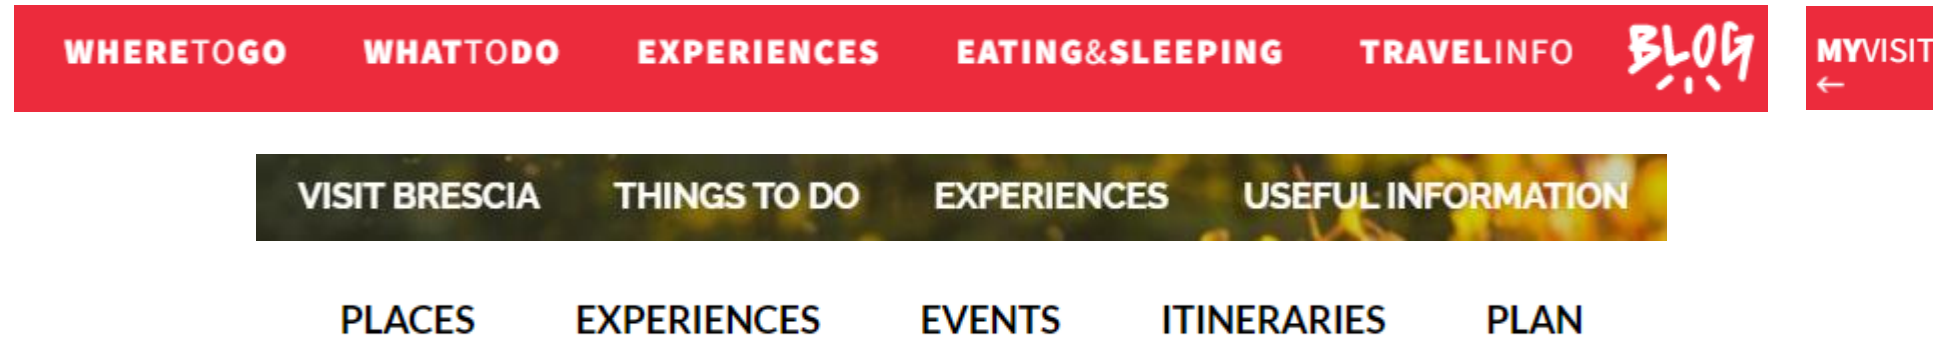 WHERETOGO WHATTODO EXPERIENCES EATING&SLEEPING TRAVELINFO BLOG MYVISIT
←
VISIT BRESCIA THINGS TO DO EXPERIENCES USEFUL INFORMATION
PLACES EXPERIENCES EVENTS ITINERARIES PLAN